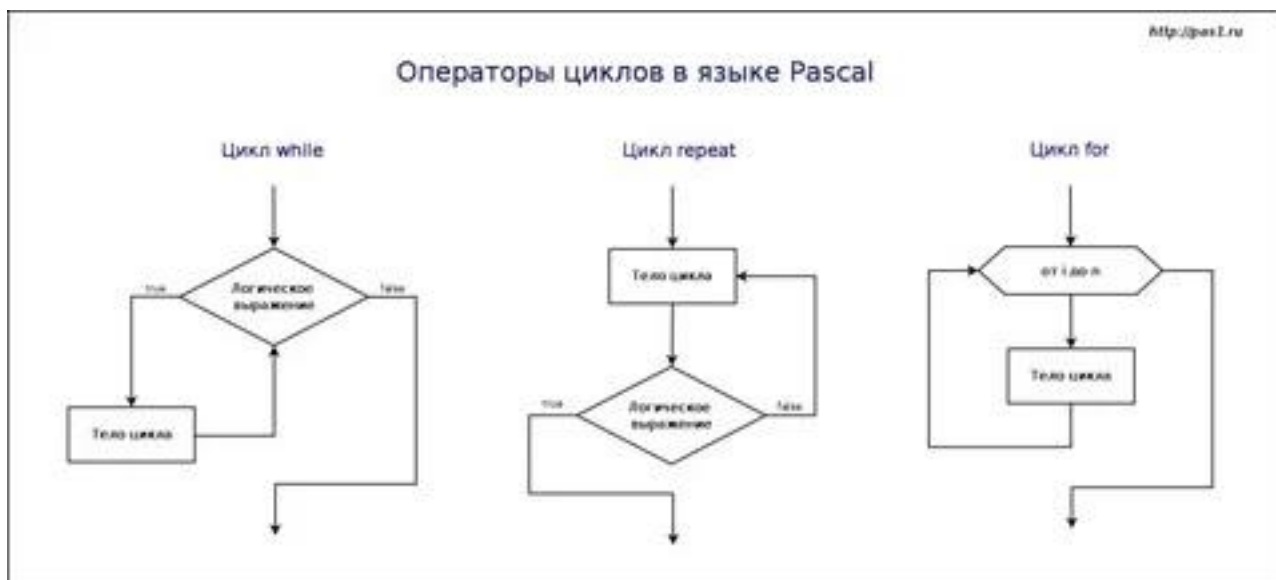 http://pas1.ru
Операторы циклов в языке Pascal
Цикл while
Логическое
выражение
true
false
Тело цикла
Цикл repeat
Тело цикла
Логическое
выражение
true
false
Цикл for
от i до n
Тело цикла